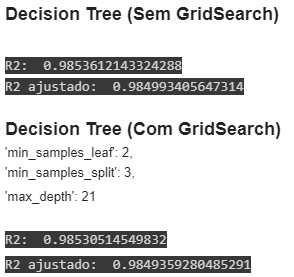 Decision Tree (Sem GridSearch)
R2:  0.9853612143324288
R2 ajustado:  0.984993405647314
Decision Tree (Com GridSearch)
'min_samples_leaf': 2,
'min_samples_split': 3,
'max_depth': 21
R2:  0.98530514549832
R2 ajustado:  0.9849359280485291